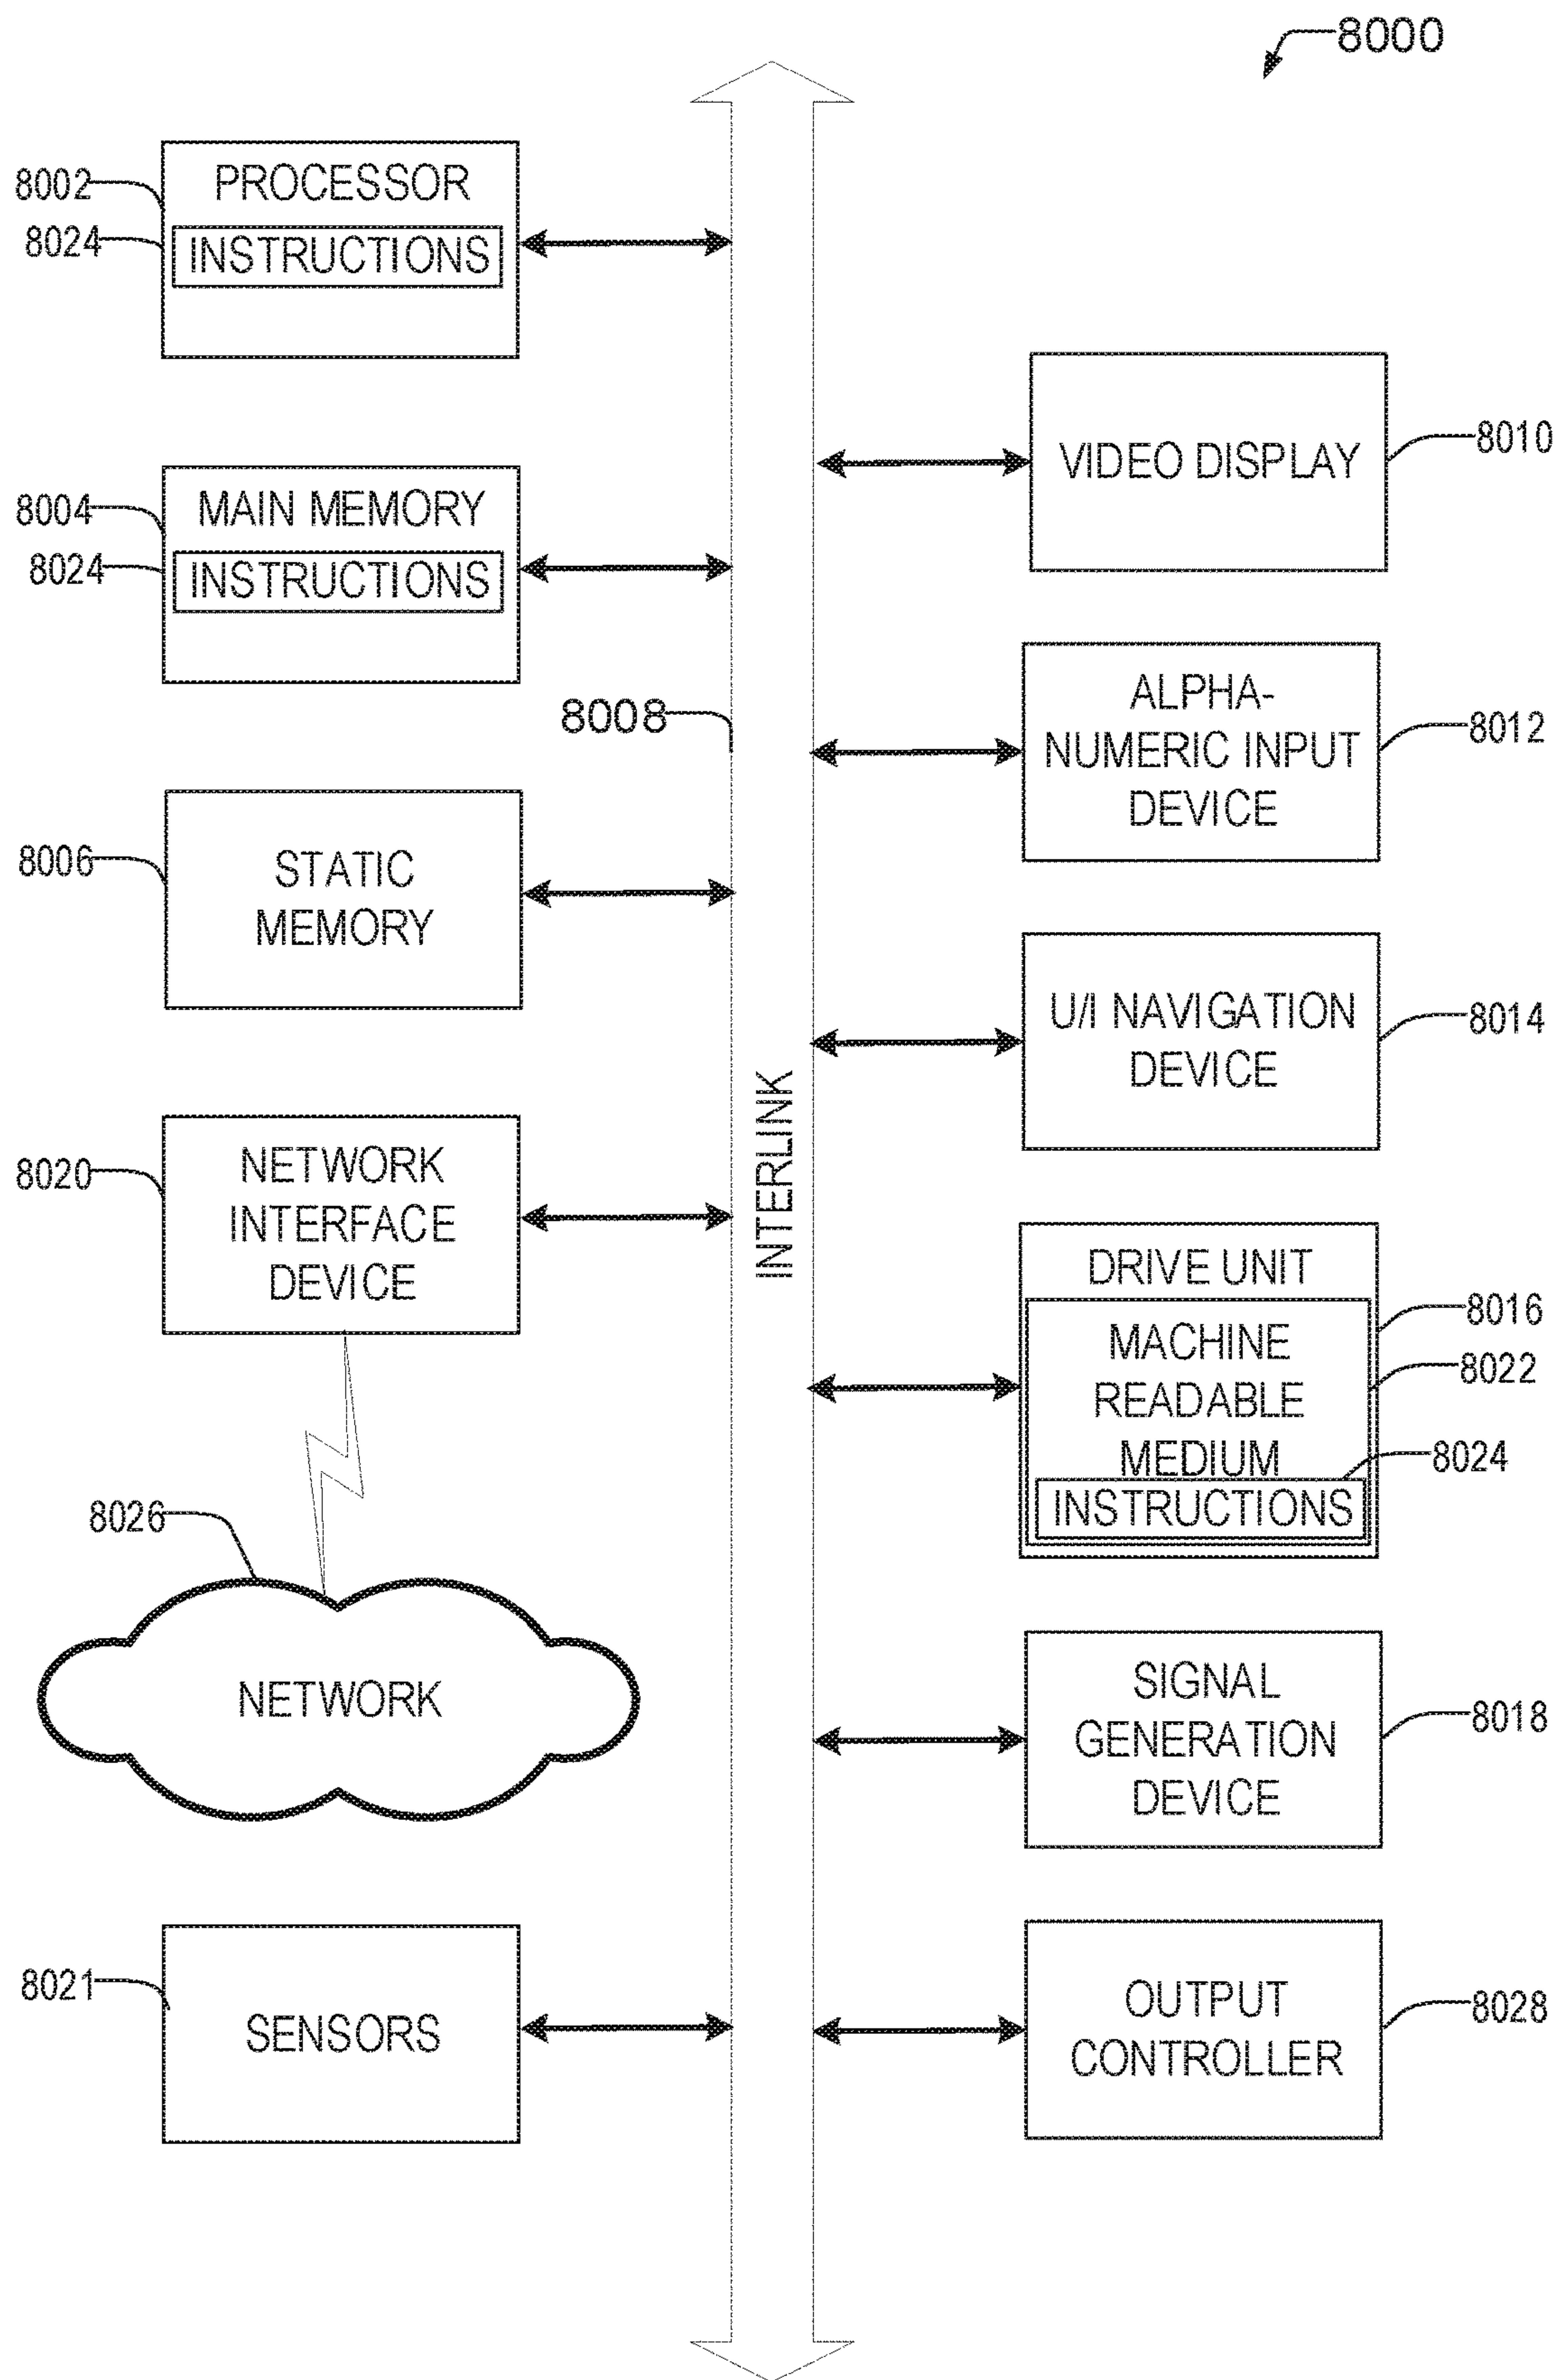 8000
8002
PROCESSOR
8024
INSTRUCTIONS
8004
MAIN MEMORY
8024
INSTRUCTIONS
8008
8006
STATIC
MEMORY
8020
NETWORK
INTERFACE
DEVICE
8026
NETWORK
8021
SENSORS
INTERLINK
VIDEO DISPLAY
8010
ALPHA-
NUMERIC INPUT
DEVICE
8012
U/I NAVIGATION
DEVICE
8014
DRIVE UNIT
8016
MACHINE
READABLE
MEDIUM
8022
8024
INSTRUCTIONS
SIGNAL
GENERATION
DEVICE
8018
OUTPUT
CONTROLLER
8028